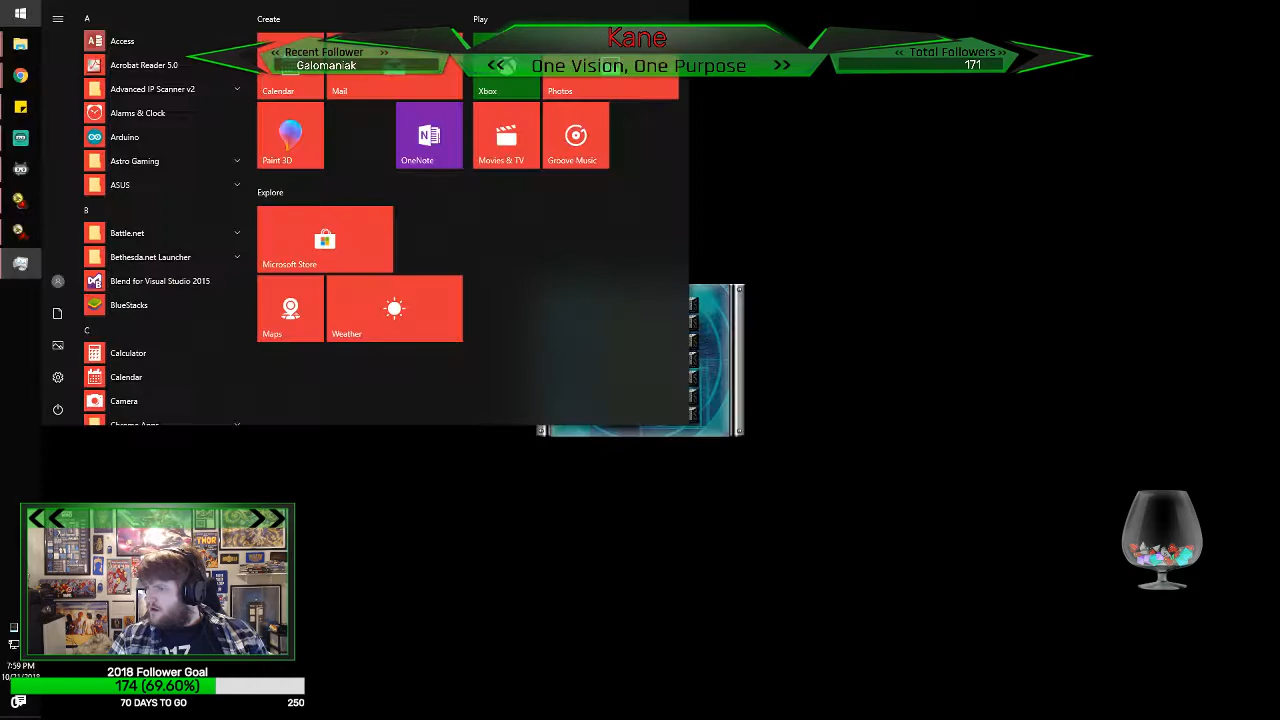 A
Create
Play
Kane
Access
Recent Follower
Total Followers
Galomaniak
One Vision, One Purpose
171
Acrobat Reader 5.0
Advanced IP Scanner v2
Calendar
Mail
Xbox
Photos
Alarms & Clock
Arduino
Astro Gaming
Paint 3D
OneNote
Movies & TV
Groove Music
ASUS
Explore
B
Battle.net
Bethesda.net Launcher
Microsoft Store
Blend for Visual Studio 2015
BlueStacks
C
Maps
Weather
Calculator
Calendar
Camera
THOR
7:59 PM
2018 Follower Goal
174 (69.60%)
70 DAYS TO GO
250